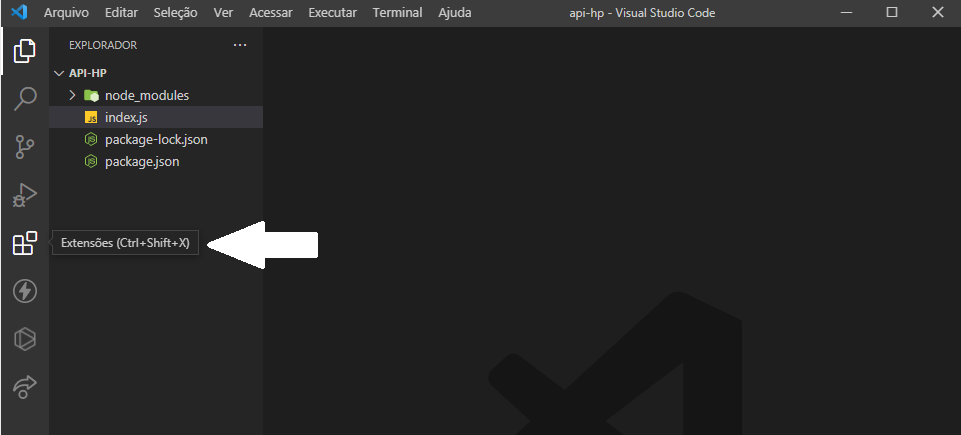 Arquivo Editar Seleção Ver Acessar Executar Terminal Ajuda api-hp - Visual Studio Code
EXPLORADOR ...
API-HP
node_modules
JS index.js
package-lock.json
package.json
Extensões (Ctrl+Shift+X)